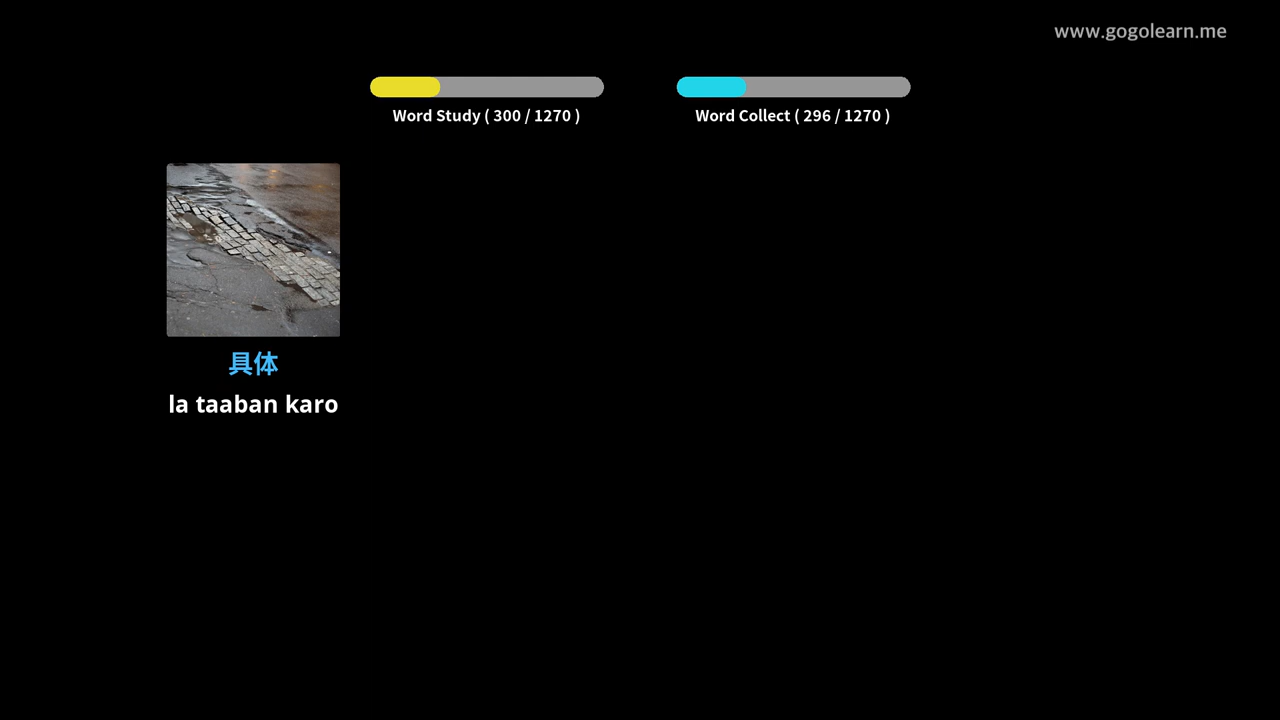 www.gogolearn.me
Word Study ( 300 / 1270 )
Word Collect ( 296 / 1270 )
具体
la taaban karo